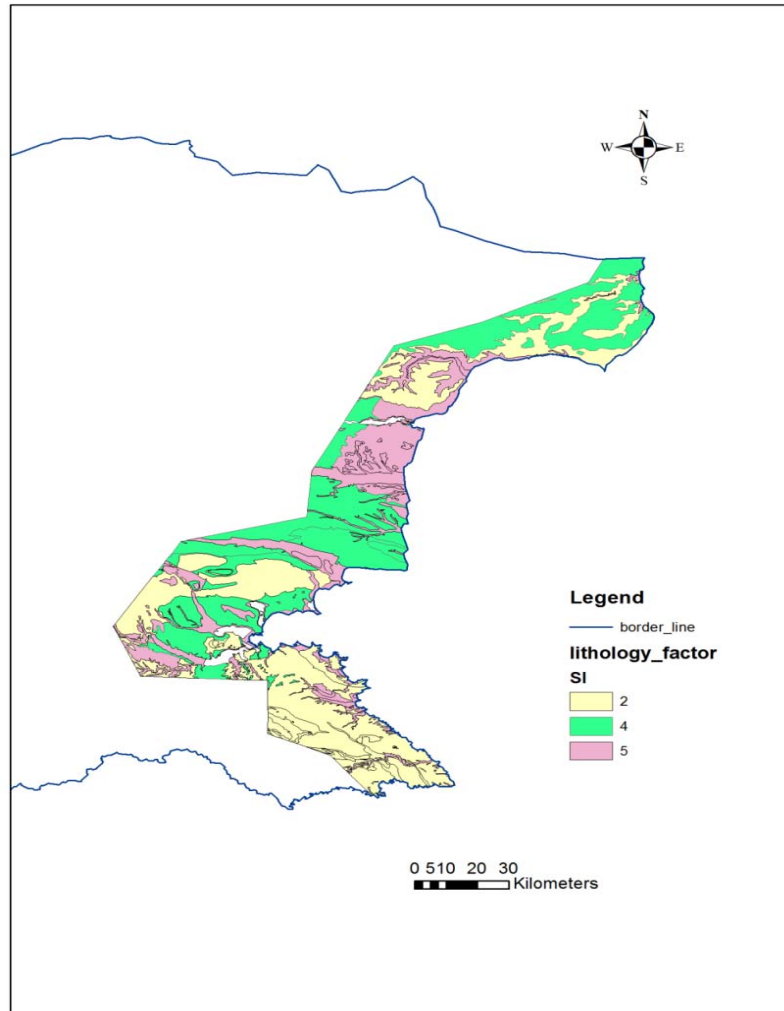 N
W E
S
Legend
border_line
lithology_factor
SI
2
4
5
0 510 20 30
Kilometers